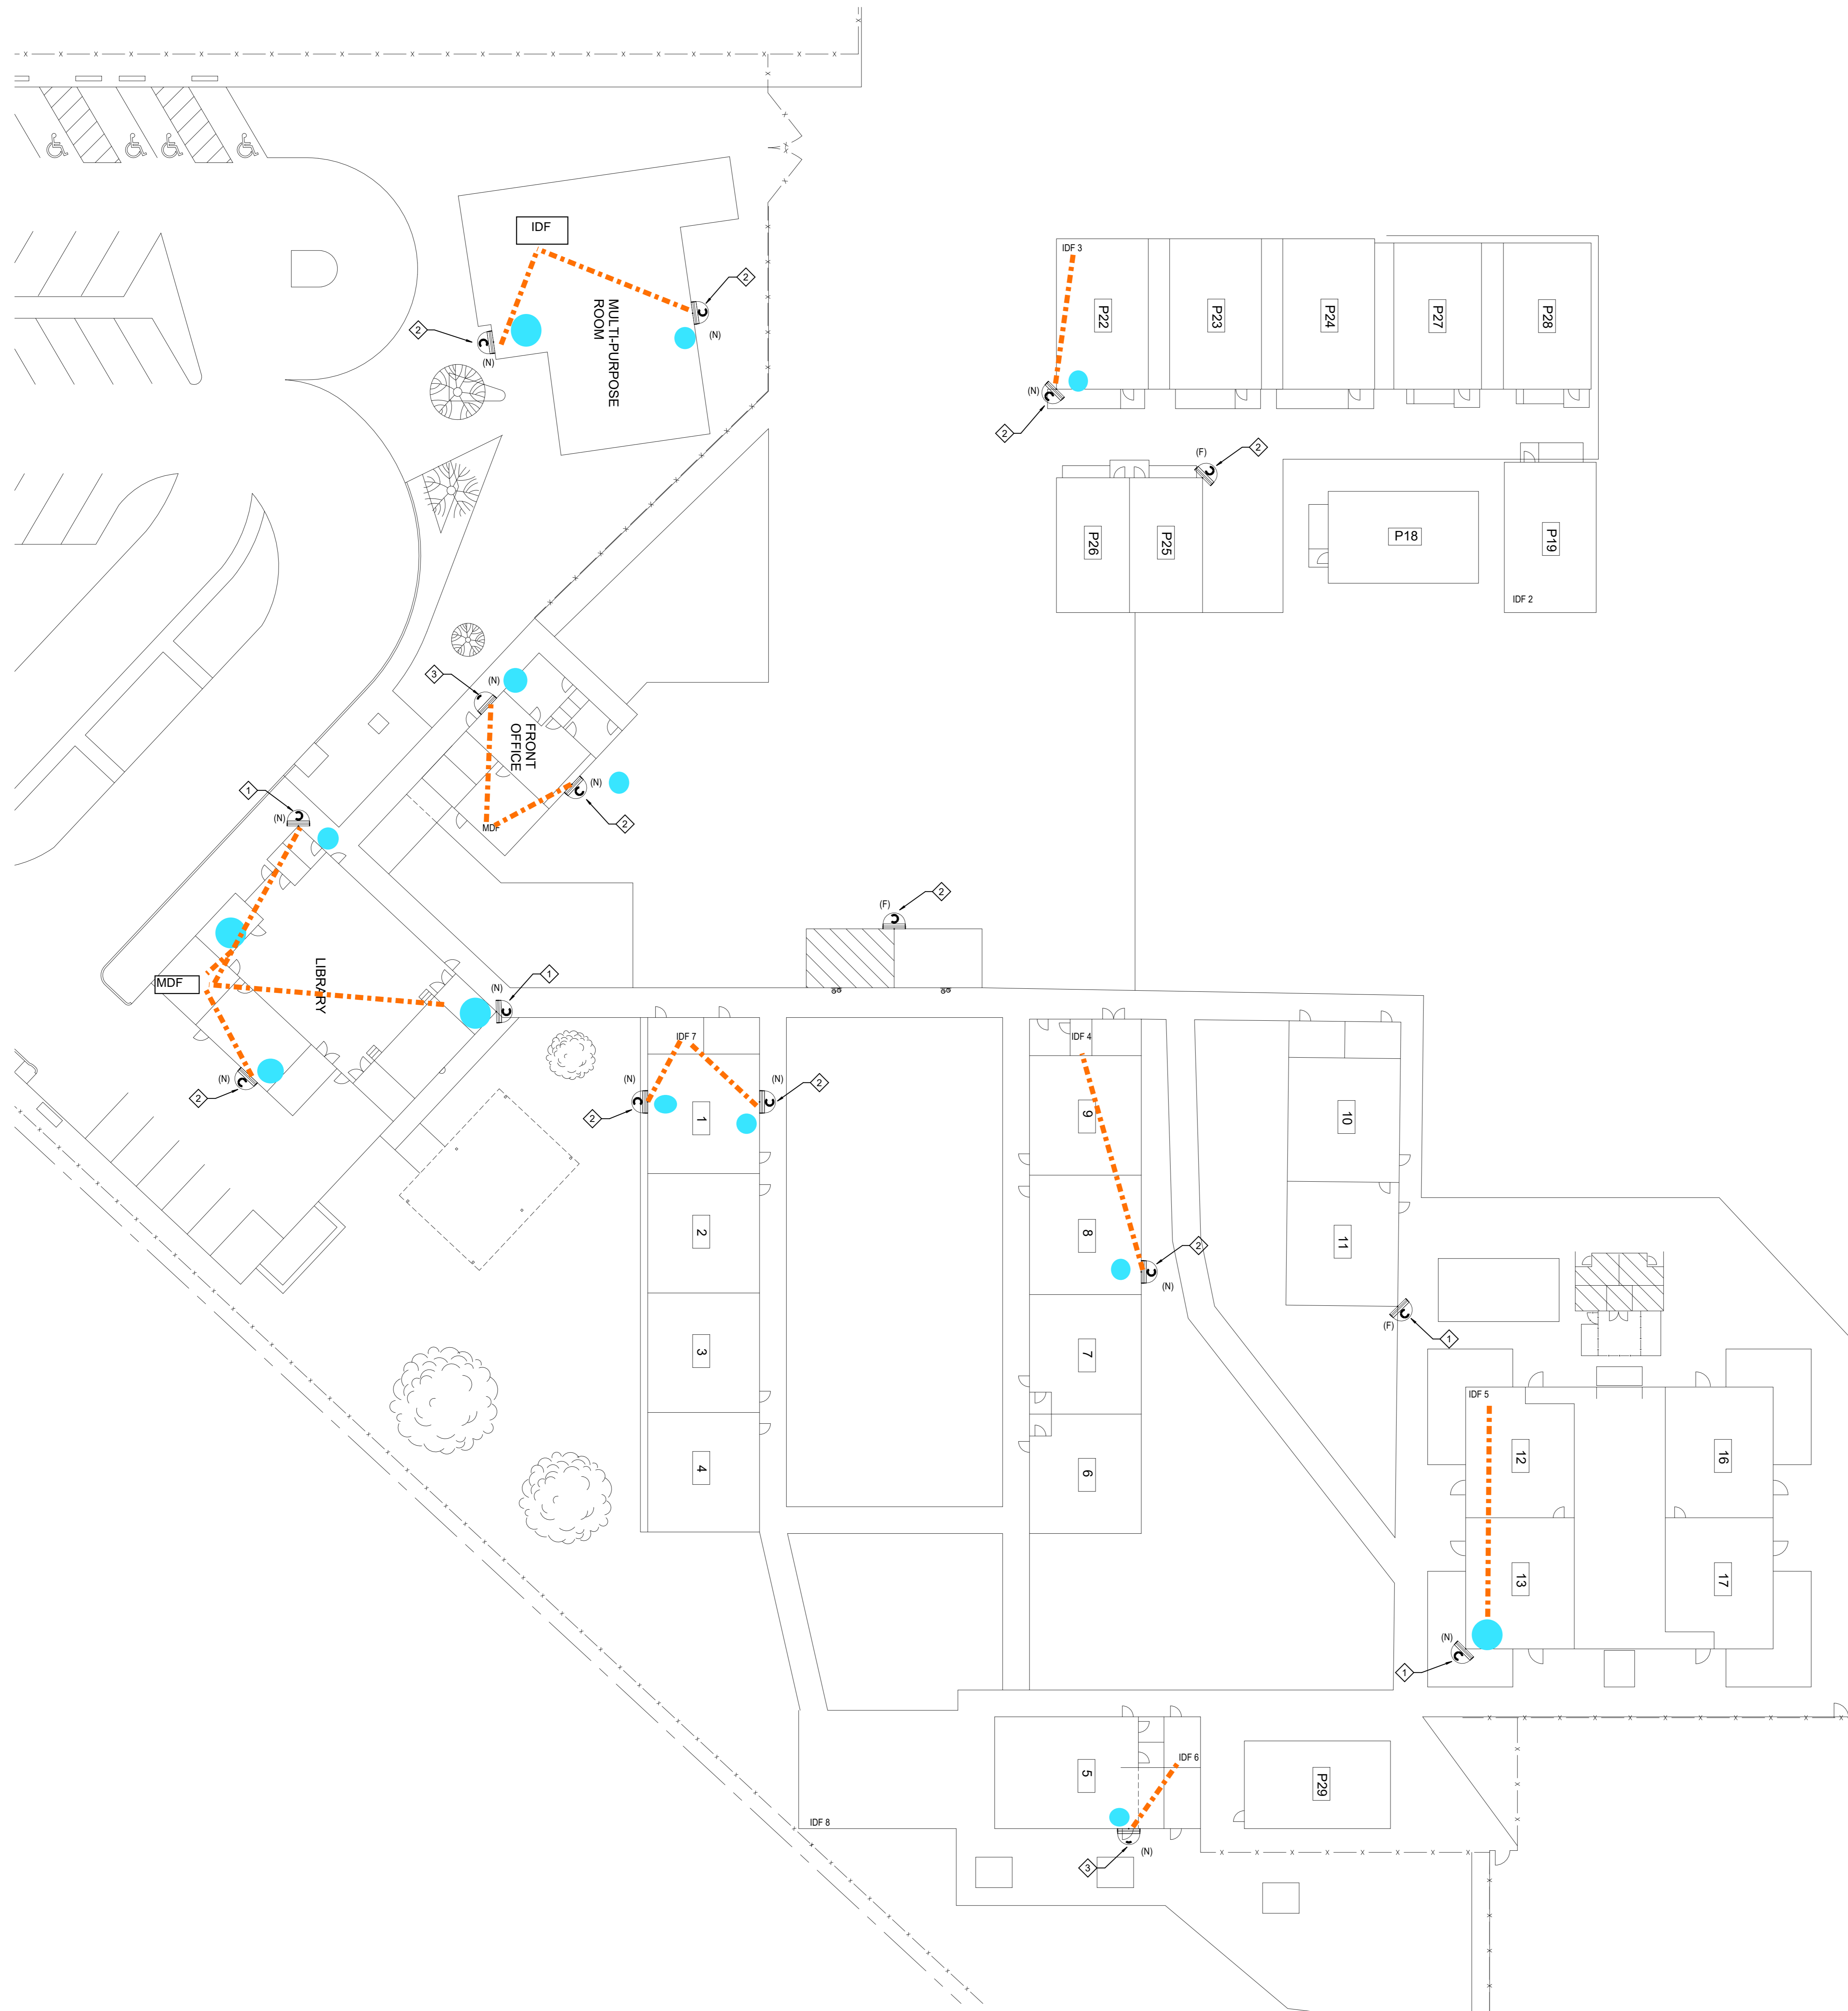 IDF
2
(N)
2
(N)
MULTI-PURPOSE
ROOM
IDF 3
P22
P23
P24
P27
P28
(N)
2
(F)
2
P26
P25
P18
P19
IDF 2
3
(N)
FRONT
OFFICE
(N)
2
MDF
1
(N)
MDF
LIBRARY
(N)
1
(N)
2
(F)
2
IDF 7
(N)
2
(N)
2
1
2
3
4
IDF 4
9
8
7
6
2
(N)
10
11
(F)
1
IDF 5
12
13
16
17
(N)
1
5
IDF 6
P29
3
(N)
IDF 8